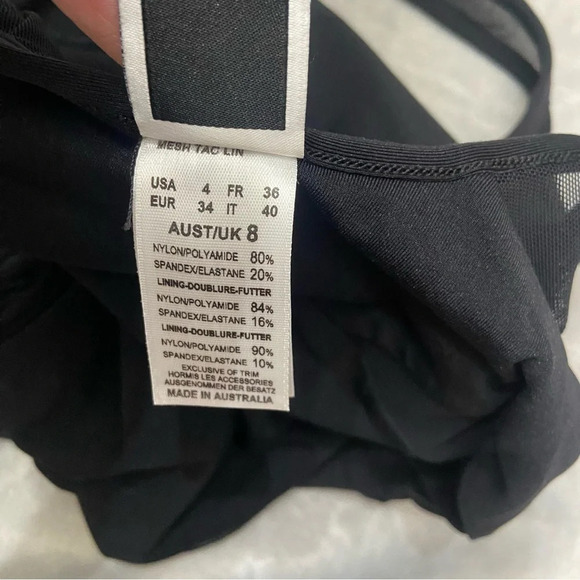 MESH TAC LIN
USA 4 FR 36
EUR 34 IT 40
AUST/UK 8
NYLON/POLYAMIDE 80%
SPANDEX/ELASTANE 20%
LINING-DOUBLURE-FUTTER
NYLON/POLYAMIDE 84%
SPANDEX/ELASTANE 16%
LINING-DOUBLURE-FUTTER
NYLON/POLYAMIDE 90%
SPANDEX/ELASTANE 10%
EXCLUSIVE OF TRIM
HORMIS LES ACCESSORIES
AUSGENOMMEN DER BESATZ
MADE IN AUSTRALIA